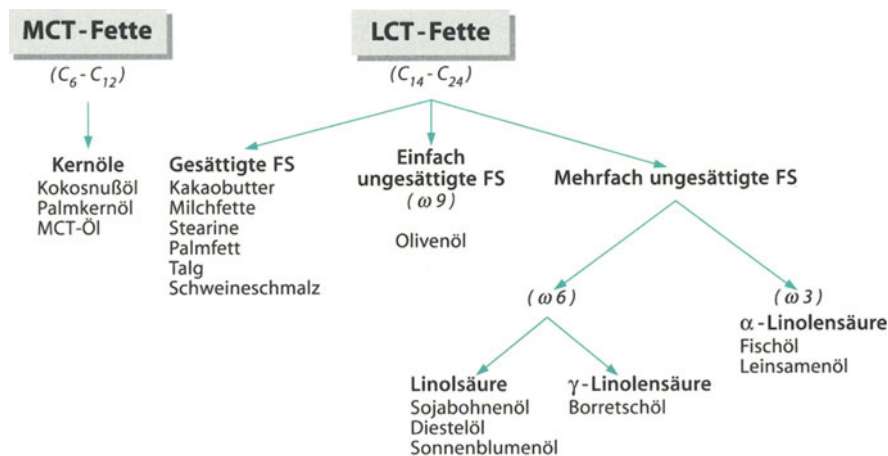 MCT-Fette
(C6-C12)
Kernöle
Kokosnußöl
Palmkernöl
MCT-Öl
LCT-Fette
(C14-C24)
Gesättigte FS
Kakaobutter
Milchfette
Stearine
Palmfett
Talg
Schweineschmalz
Einfach
ungesättigte FS
(ω9)
Olivenöl
Mehrfach ungesättigte FS
(ω6)
Linolsäure
Sojabohnenöl
Diestelöl
Sonnenblumenöl
γ-Linolensäure
Borretschöl
(ω3)
α-Linolensäure
Fischöl
Leinsamenöl